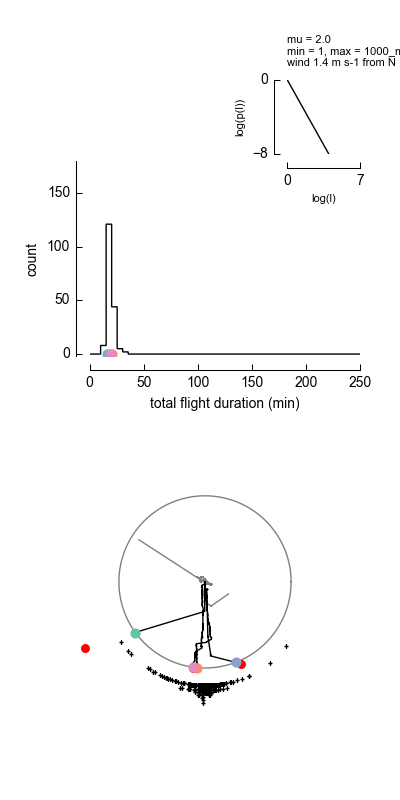 mu = 2.0
min = 1, max = 1000_m
wind 1.4 m s-1 from N
0
log(p(l))
−8
0
7
log(l)
150
100
50
0
count
0
50
100
150
200
250
total flight duration (min)